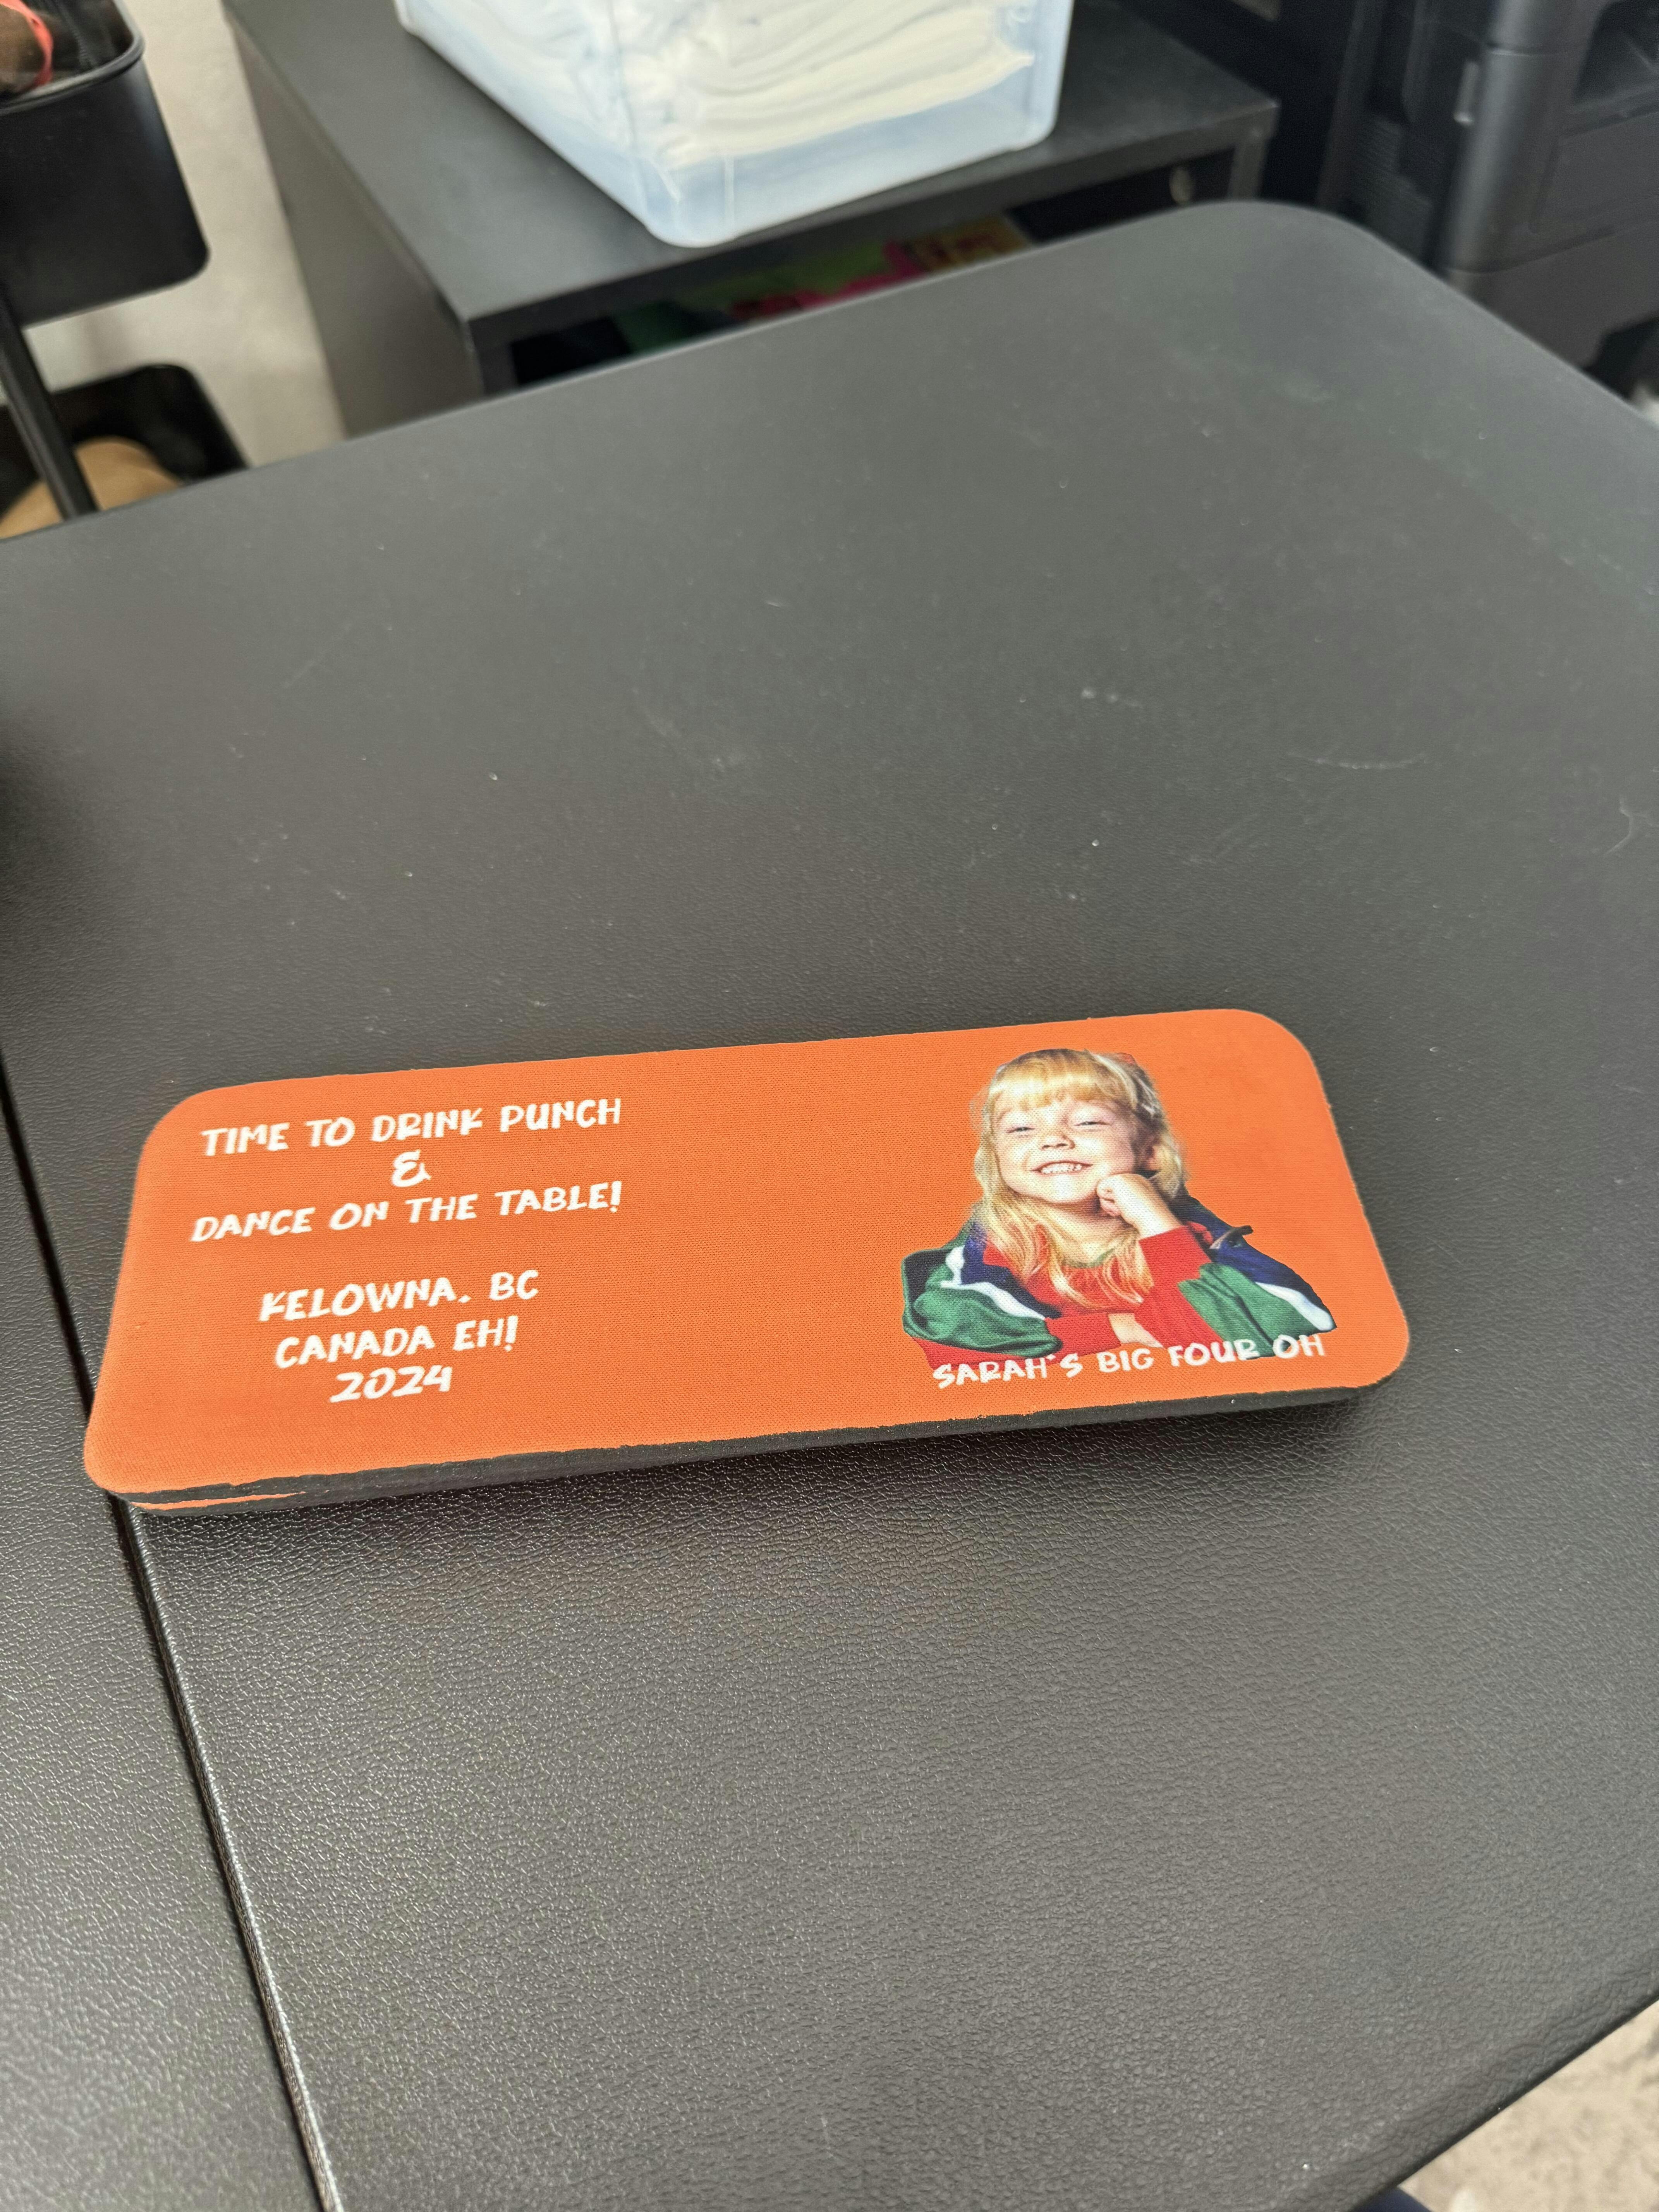 TIME TO DRINK PUNCH
&
DANCE ON THE TABLE!
KELOWNA, BC
CANADA EH!
2024
SARAH'S BIG FOUR OH